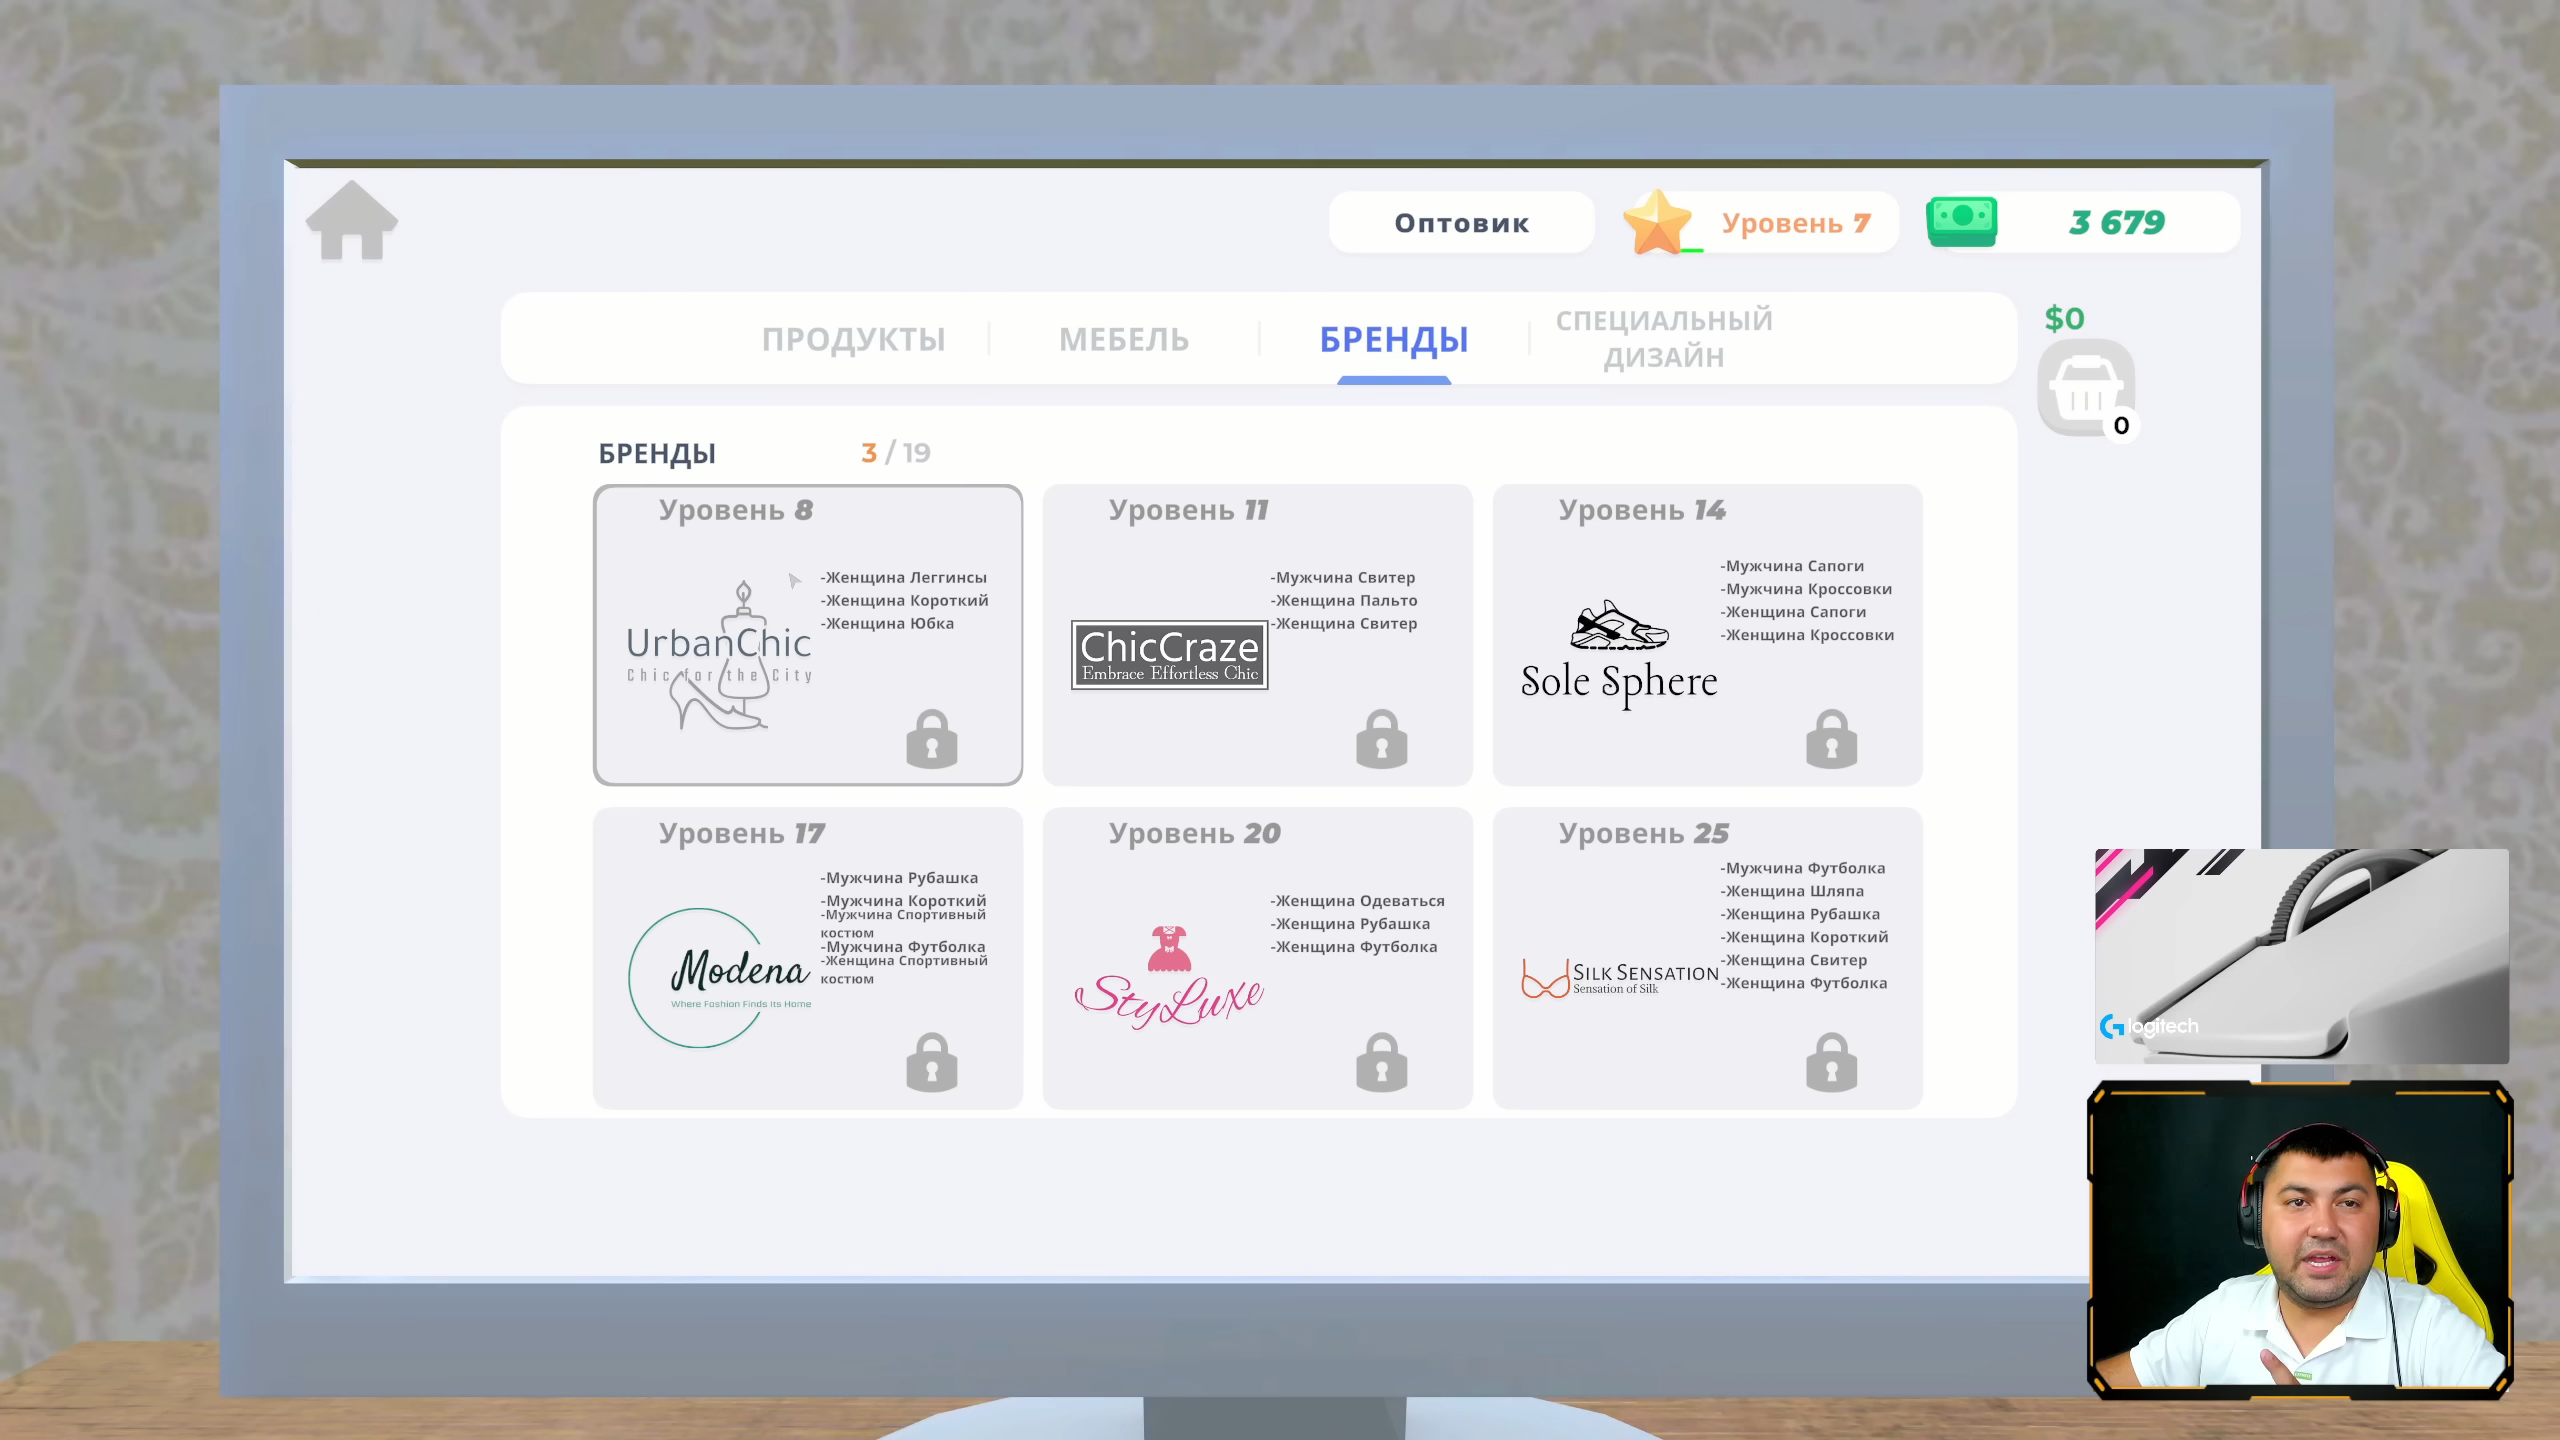 Оптовик
Уровень 7
3 679
ПРОДУКТЫ
МЕБЕЛЬ
БРЕНДЫ
СПЕЦИАЛЬНЫЙ
ДИЗАЙН
$0
0
БРЕНДЫ
3 / 19
Уровень 8
-Женщина Леггинсы
-Женщина Короткий
-Женщина Юбка
UrbanChic
Chic for the City
Уровень 11
-Мужчина Свитер
-Женщина Пальто
-Женщина Свитер
ChicCraze
Embrace Effortless Chic
Уровень 14
-Мужчина Сапоги
-Мужчина Кроссовки
-Женщина Сапоги
-Женщина Кроссовки
Sole Sphere
Уровень 17
-Мужчина Рубашка
-Мужчина Короткий
-Мужчина Спортивный
костюм
-Мужчина Футболка
-Женщина Спортивный
костюм
Modena
Where Fashion Finds Its Home
Уровень 20
-Женщина Одеваться
-Женщина Рубашка
-Женщина Футболка
StyLuxe
Уровень 25
-Мужчина Футболка
-Женщина Шляпа
-Женщина Рубашка
-Женщина Короткий
-Женщина Свитер
-Женщина Футболка
SILK SENSATION
Sensation of Silk
logitech